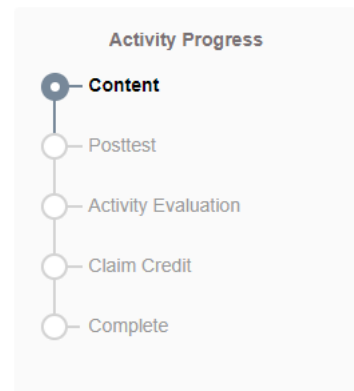 Activity Progress
Content
Posttest
Activity Evaluation
Claim Credit
Complete